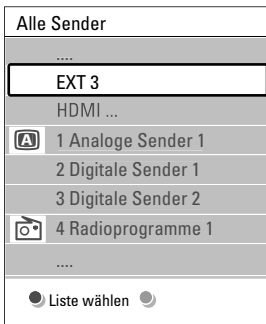 Alle Sender
....
EXT 3
HDMI ...
A 1 Analoge Sender 1
2 Digitale Sender 1
3 Digitale Sender 2
4 Radioprogramme 1
....
Liste wählen